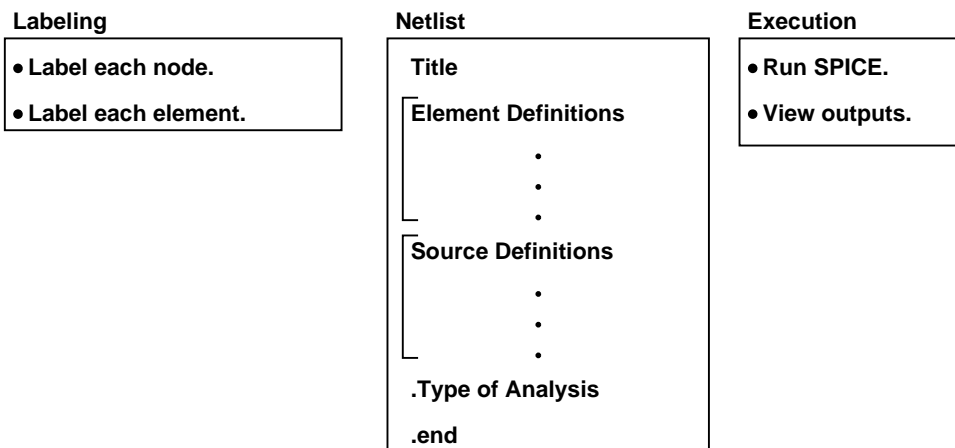 Labeling
• Label each node.
• Label each element.
Netlist
Title
Element Definitions
Source Definitions
.Type of Analysis
.end
Execution
• Run SPICE.
• View outputs.